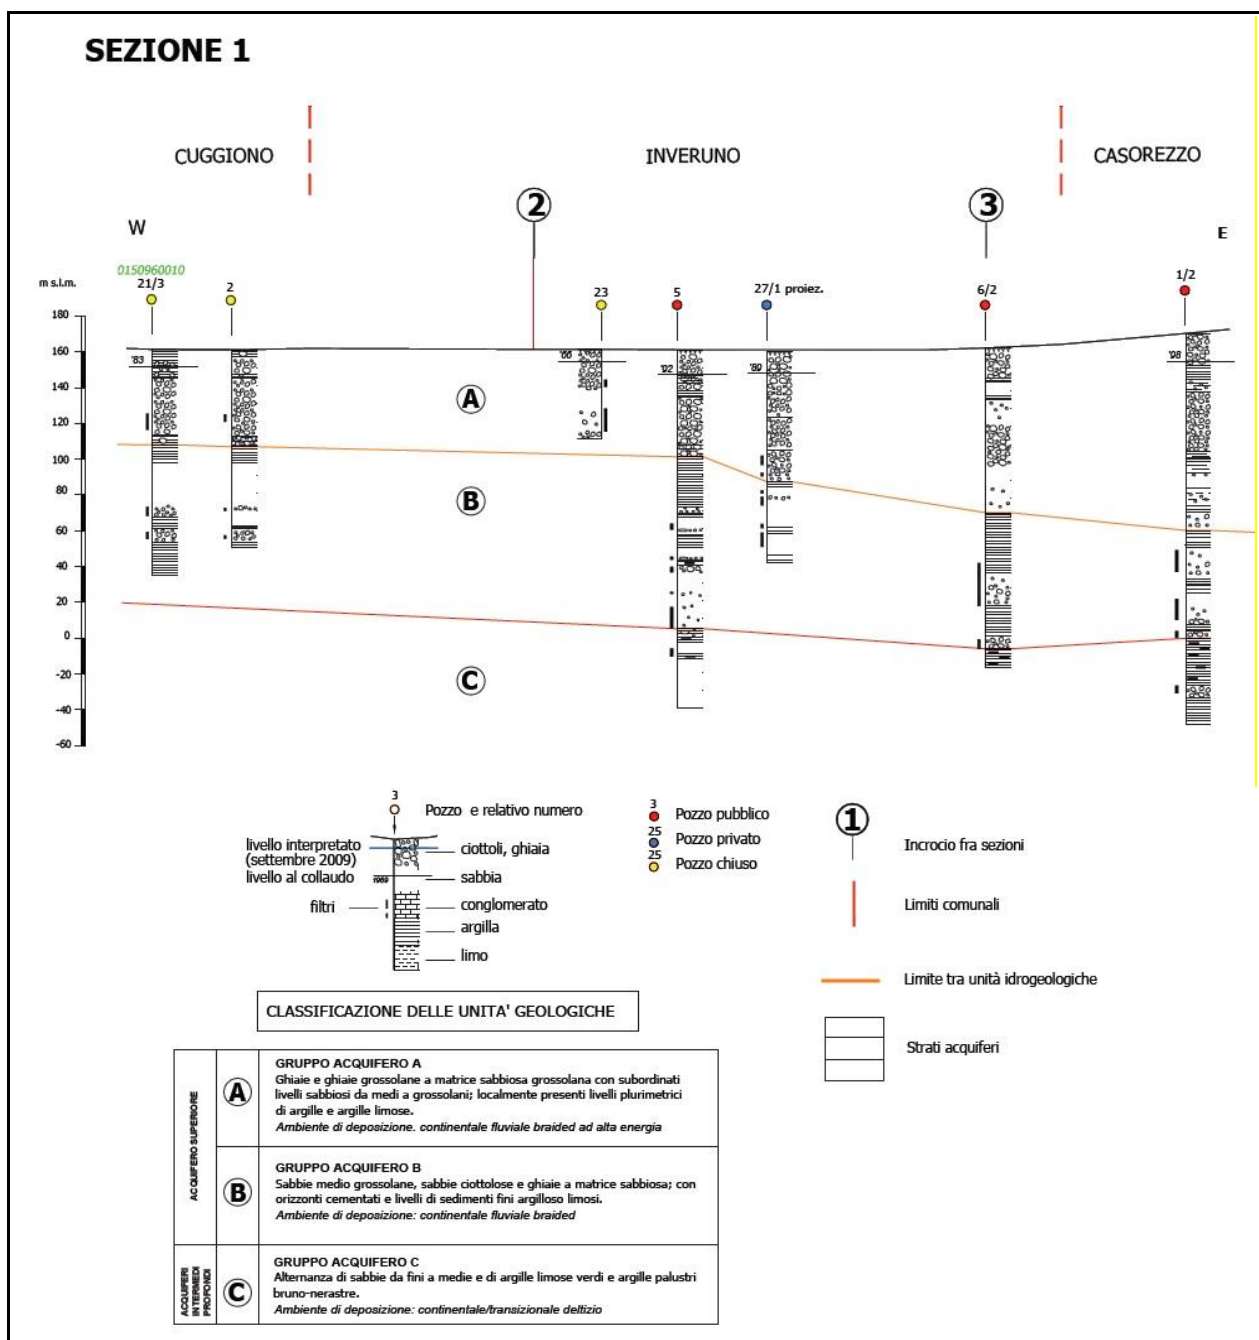 SEZIONE 1
CUGGIONO
INVERUNO
CASOREZZO
2
3
W
E
0150960010
m s.l.m.
21/3
2
23
5
27/1 proiez.
6/2
1/2
180
160
140
120
100
80
60
40
20
0
-20
-40
-60
'83
'92
'89
'98
A
B
C
3
Pozzo e relativo numero
livello interpretato
(settembre 2009)
livello al collaudo
1969
filtri
ciottoli, ghiaia
sabbia
conglomerato
argilla
limo
3
Pozzo pubblico
25
Pozzo privato
25
Pozzo chiuso
1
Incrocio fra sezioni
Limiti comunali
Limite tra unità idrogeologiche
Strati acquiferi
CLASSIFICAZIONE DELLE UNITA' GEOLOGICHE
ACQUIFERO SUPERIORE
A
GRUPPO ACQUIFERO A
Ghiaie e ghiaie grossolane a matrice sabbiosa grossolana con subordinati
livelli sabbiosi da medi a grossolani; localmente presenti livelli plurimetrici
di argille e argille limose.
Ambiente di deposizione. continentale fluviale braided ad alta energia
B
GRUPPO ACQUIFERO B
Sabbie medio grossolane, sabbie ciottolose e ghiaie a matrice sabbiosa; con
orizzonti cementati e livelli di sedimenti fini argilloso limosi.
Ambiente di deposizione: continentale fluviale braided
ACQUIFERI
INTERMEDI
PROFONDI
C
GRUPPO ACQUIFERO C
Alternanza di sabbie da fini a medie e di argille limose verdi e argille palustri
bruno-nerastre.
Ambiente di deposizione: continentale/transizionale deltizio